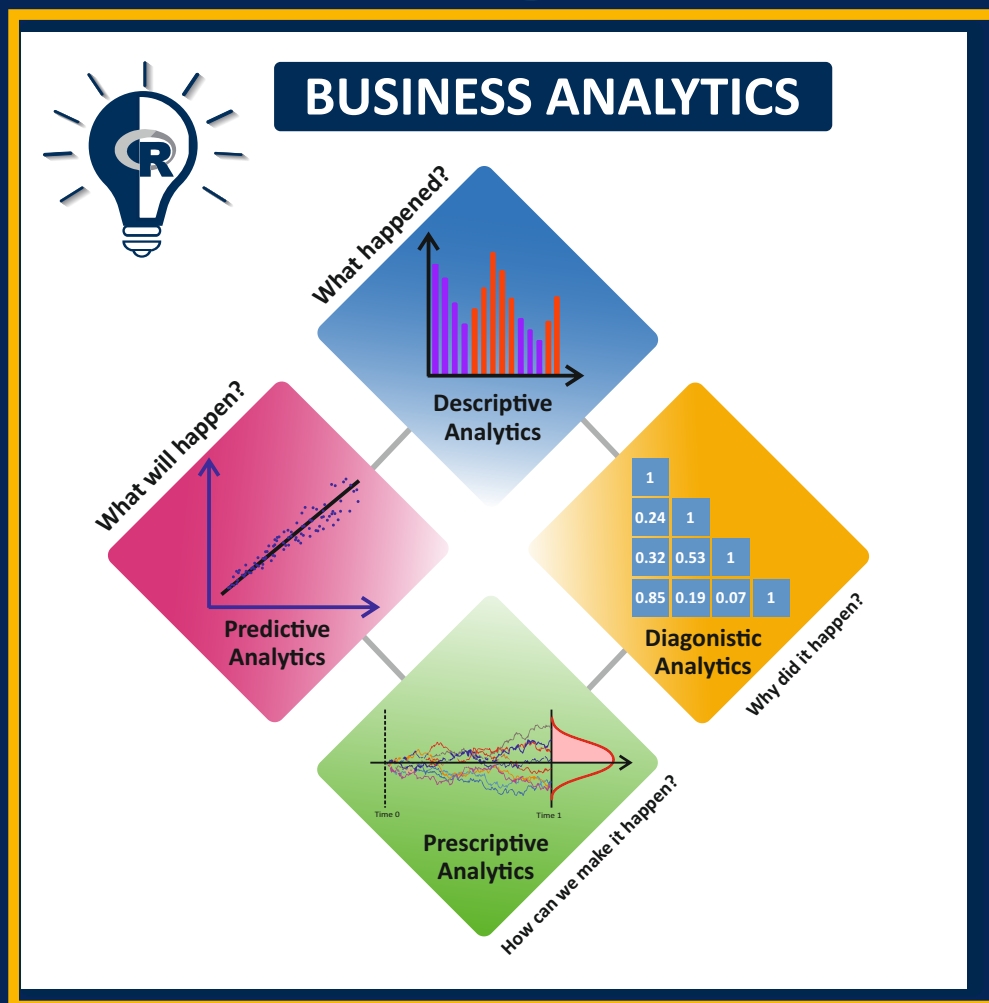 BUSINESS ANALYTICS
R
What happened?
Descriptive
Analytics
What will happen?
Predictive
Analytics
1
0.24 1
0.32 0.53 1
0.85 0.19 0.07 1
Diagonistic
Analytics
Why did it happen?
Time 0
Time 1
Prescriptive
Analytics
How can we make it happen?